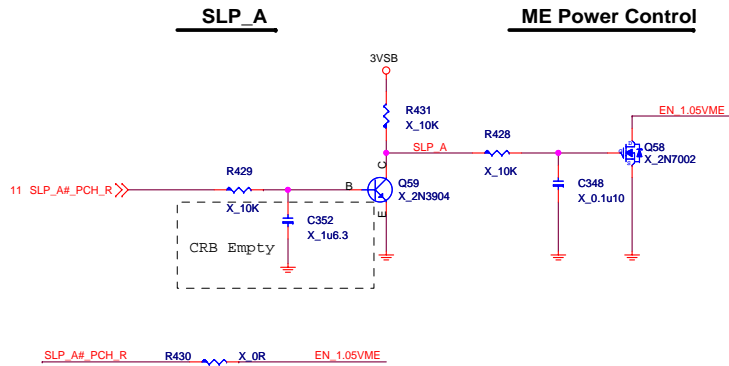 SLP_A
ME Power Control
3VSB
R431
X_10K
EN_1.05VME
SLP_A
R428
X_10K
Q58
X_2N7002
R429
X_10K
11 SLP_A#_PCH_R
B
C
E
Q59
X_2N3904
C348
X_0.1u10
C352
X_1u6.3
CRB Empty
SLP_A#_PCH_R
R430
X_0R
EN_1.05VME